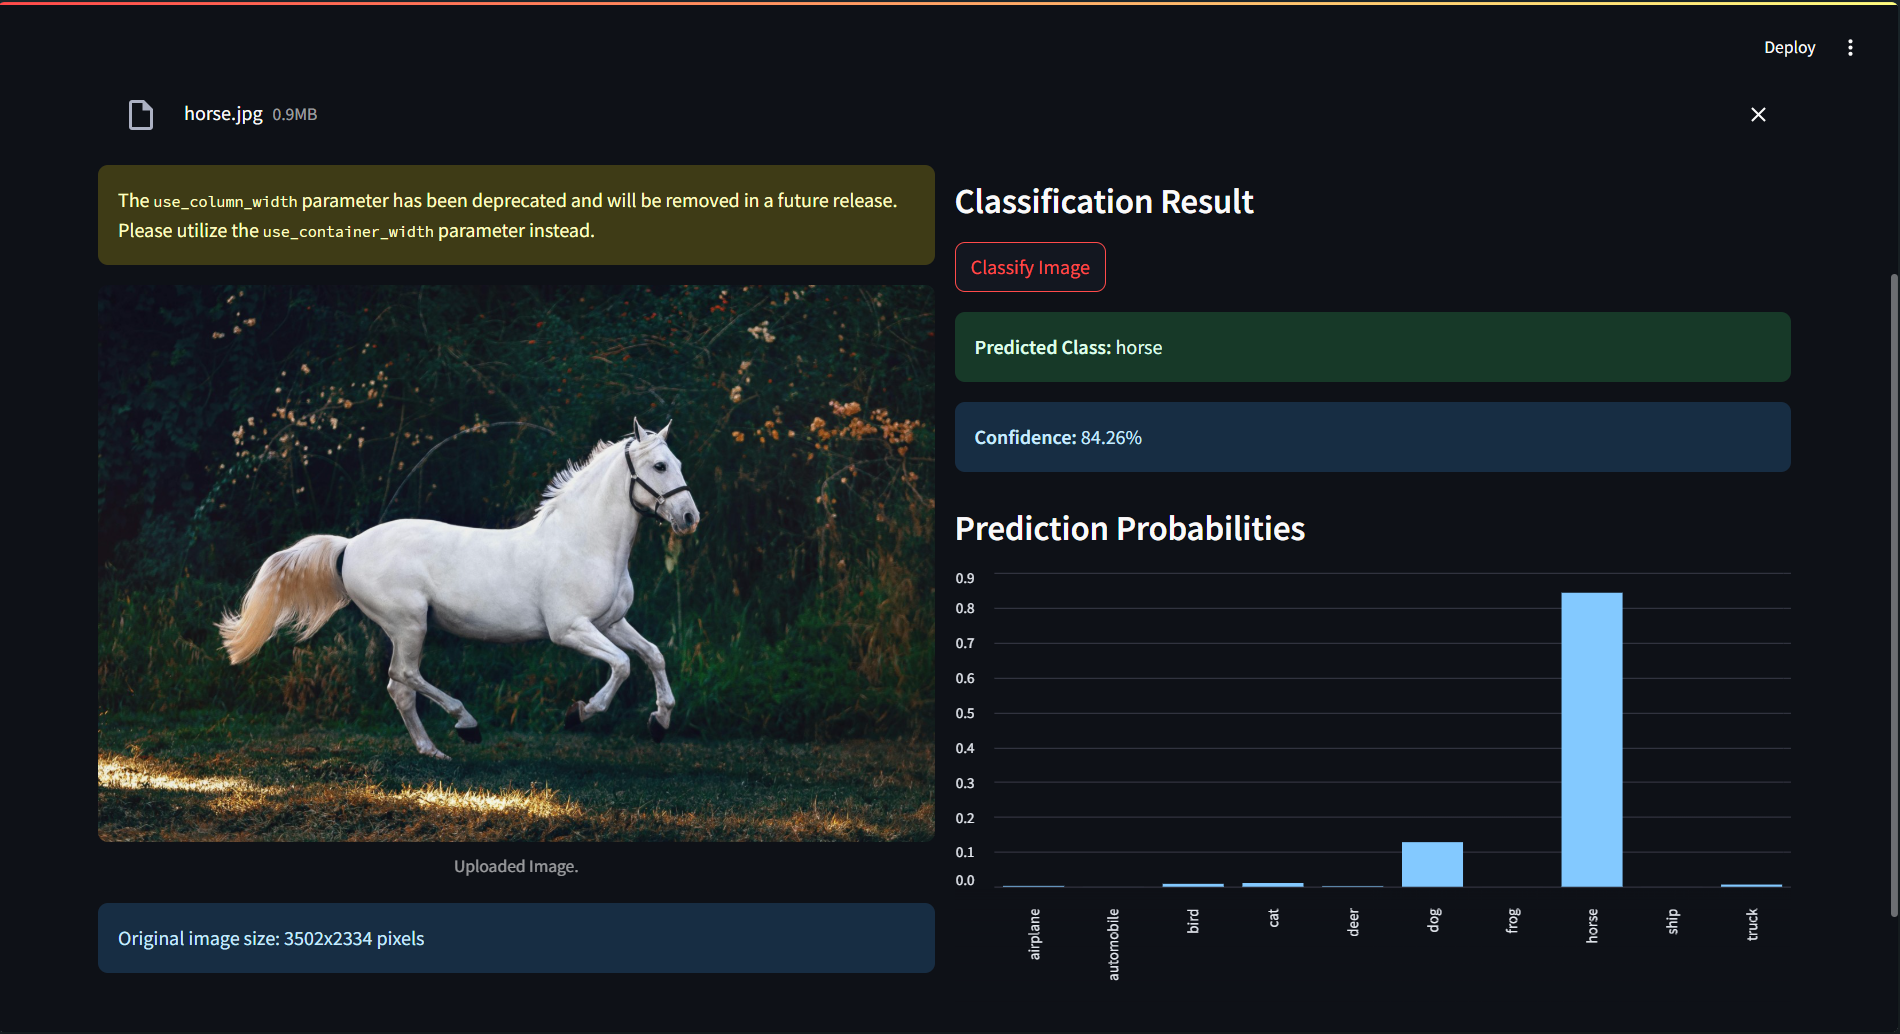 Deploy
horse.jpg 0.9MB
The use_column_width parameter has been deprecated and will be removed in a future release.
Please utilize the use_container_width parameter instead.
Uploaded Image.
Original image size: 3502x2334 pixels
Classification Result
Classify Image
Predicted Class: horse
Confidence: 84.26%
Prediction Probabilities
0.9
0.8
0.7
0.6
0.5
0.4
0.3
0.2
0.1
0.0
airplane
automobile
bird
cat
deer
dog
frog
horse
ship
truck